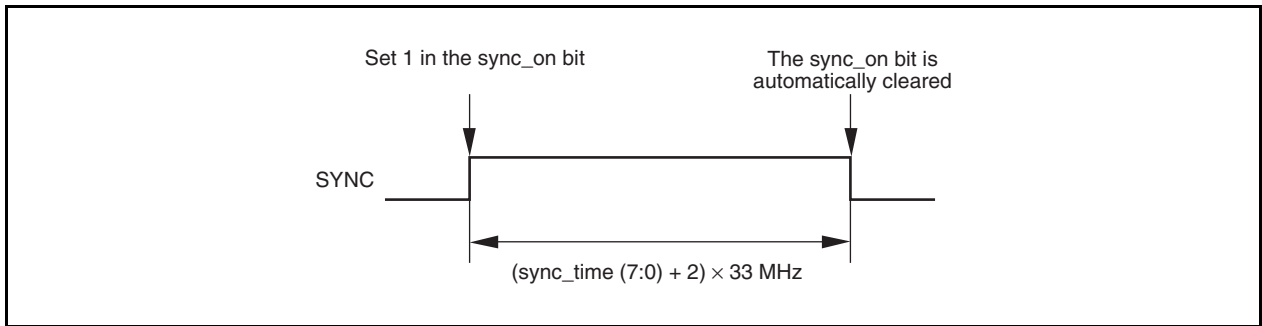 Set 1 in the sync_on bit
The sync_on bit is
automatically cleared
SYNC
(sync_time (7:0) + 2) × 33 MHz